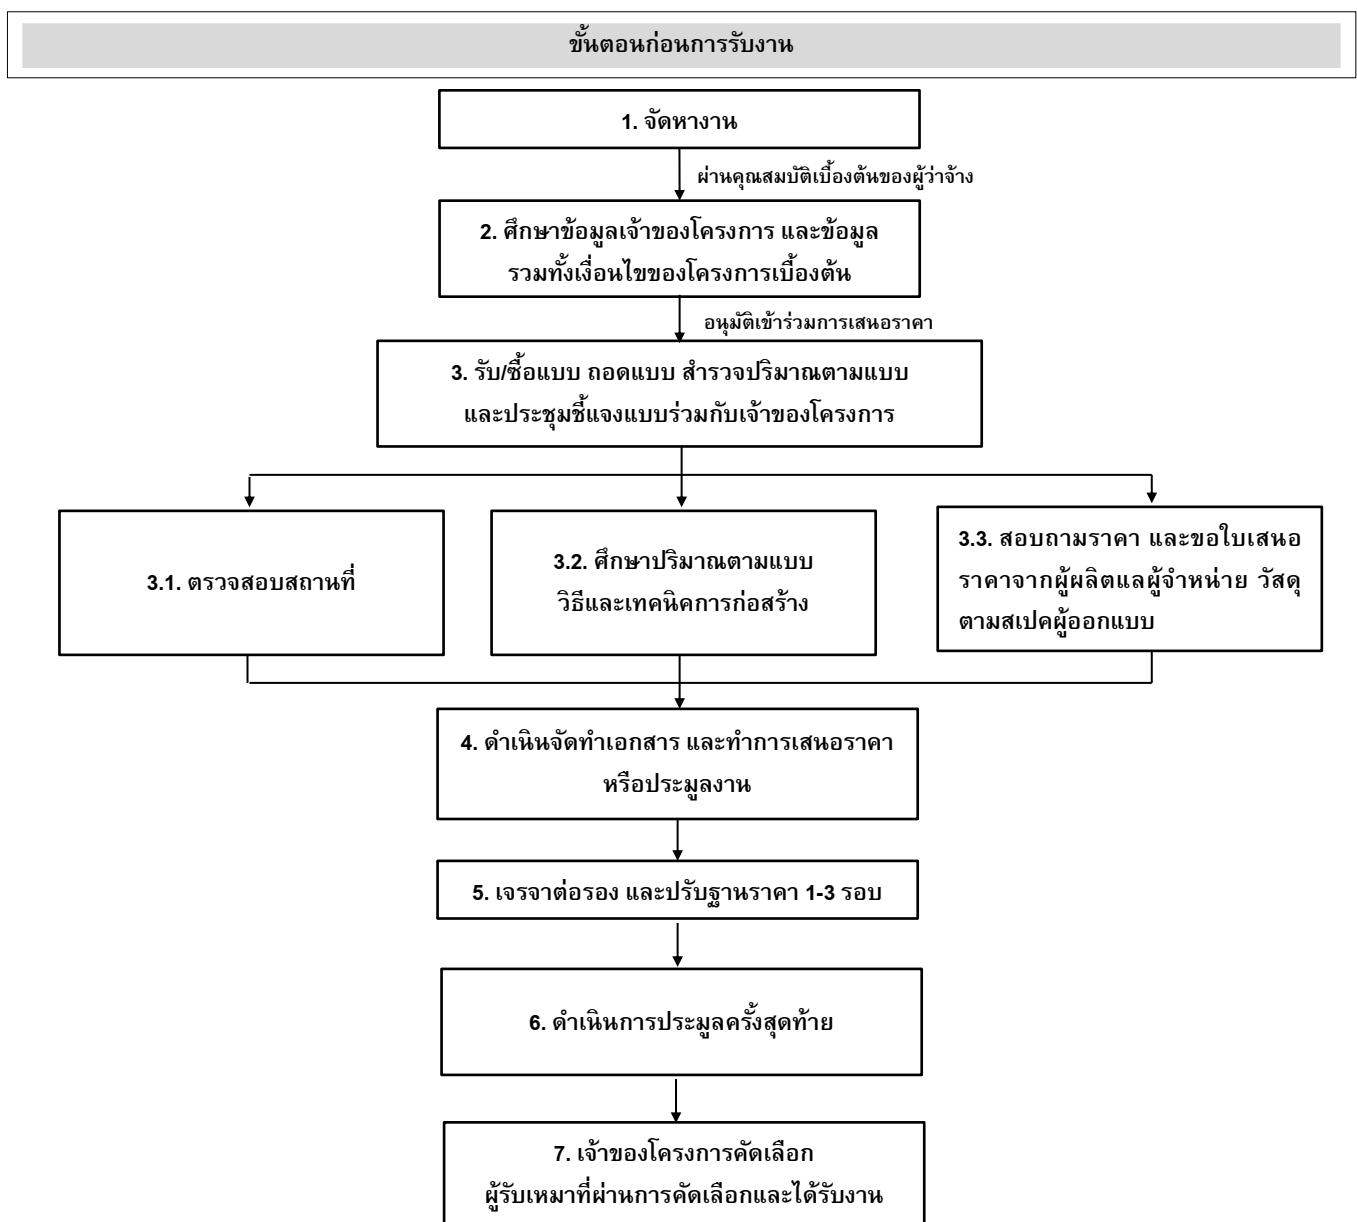 ขั้นตอนก่อนการรับงาน
1. จัดหางาน
ผ่านคุณสมบัติเบื้องต้นของผู้ว่าจ้าง
2. ศึกษาข้อมูลเจ้าของโครงการ และข้อมูล
รวมทั้งเงื่อนไขของโครงการเบื้องต้น
อนุมัติเข้าร่วมการเสนอราคา
3. รับ/ซื้อแบบ ถอดแบบ สำรวจปริมาณตามแบบ
และประชุมชี้แจงแบบร่วมกับเจ้าของโครงการ
3.1. ตรวจสอบสถานที่
3.2. ศึกษาปริมาณตามแบบ
วิธีและเทคนิคการก่อสร้าง
3.3. สอบถามราคา และขอใบเสนอ
ราคาจากผู้ผลิตแลผู้จำหน่าย วัสดุ
ตามสเปคผู้ออกแบบ
4. ดำเนินจัดทำเอกสาร และทำการเสนอราคา
หรือประมูลงาน
5. เจรจาต่อรอง และปรับฐานราคา 1-3 รอบ
6. ดำเนินการประมูลครั้งสุดท้าย
7. เจ้าของโครงการคัดเลือก
ผู้รับเหมาที่ผ่านการคัดเลือกและได้รับงาน